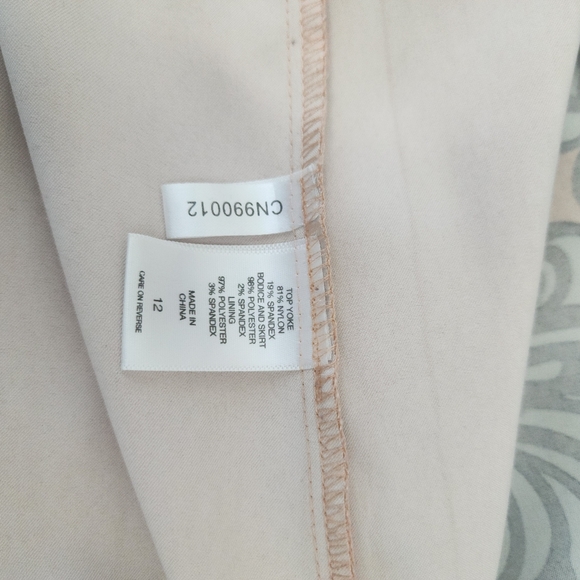 CN990012
TOP YOKE
81% NYLON
19% SPANDEX
BODICE AND SKIRT
98% POLYESTER
2% SPANDEX
LINING
97% POLYESTER
3% SPANDEX
MADE IN
CHINA
12
CARE ON REVERSE